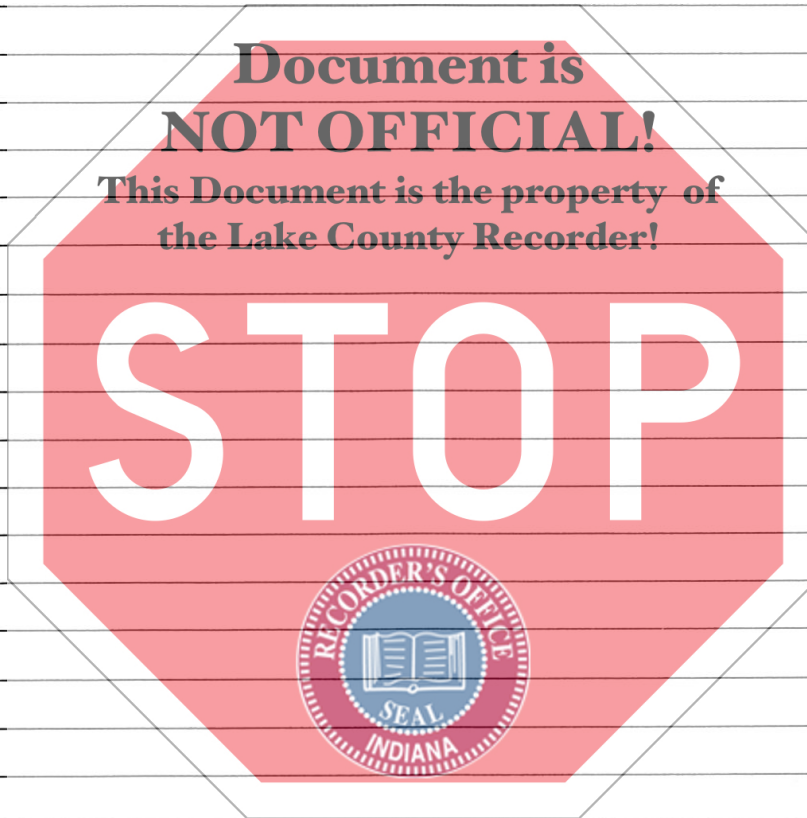 Document is
NOT OFFICIAL!
This Document is the property of
the Lake County Recorder!
STOP
RECORDER'S OFFICE
SEAL
INDIANA